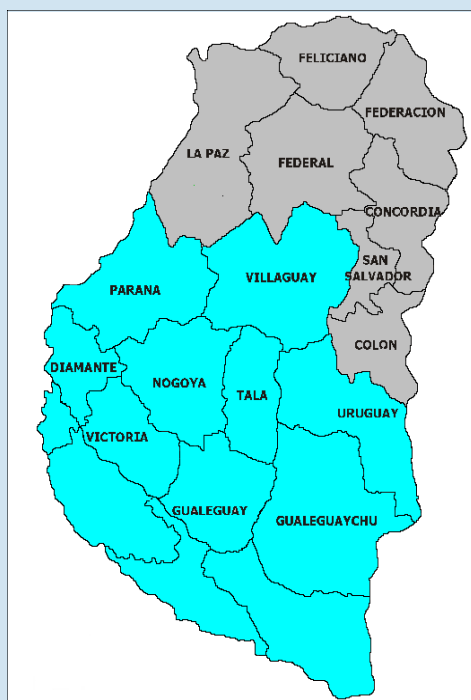 FELICIANO
FEDERACION
LA PAZ
FEDERAL
CONCORDIA
SAN
SALVADOR
VILLAGUAY
PARANA
COLON
DIAMANTE
NOGOYA
TALA
URUGUAY
VICTORIA
GUALEGUAY
GUALEGUAYCHU